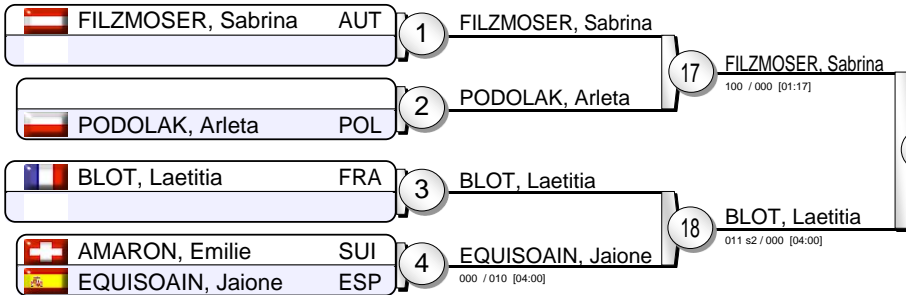 FILZMOSER, Sabrina AUT
1
FILZMOSER, Sabrina
17
FILZMOSER, Sabrina
100 / 000 [01:17]
2
PODOLAK, Arleta
PODOLAK, Arleta POL
BLOT, Laetitia FRA
3
BLOT, Laetitia
18
BLOT, Laetitia
011 s2 / 000 [04:00]
AMARON, Emilie SUI
4
EQUISOAIN, Jaione
000 / 010 [04:00]
EQUISOAIN, Jaione ESP